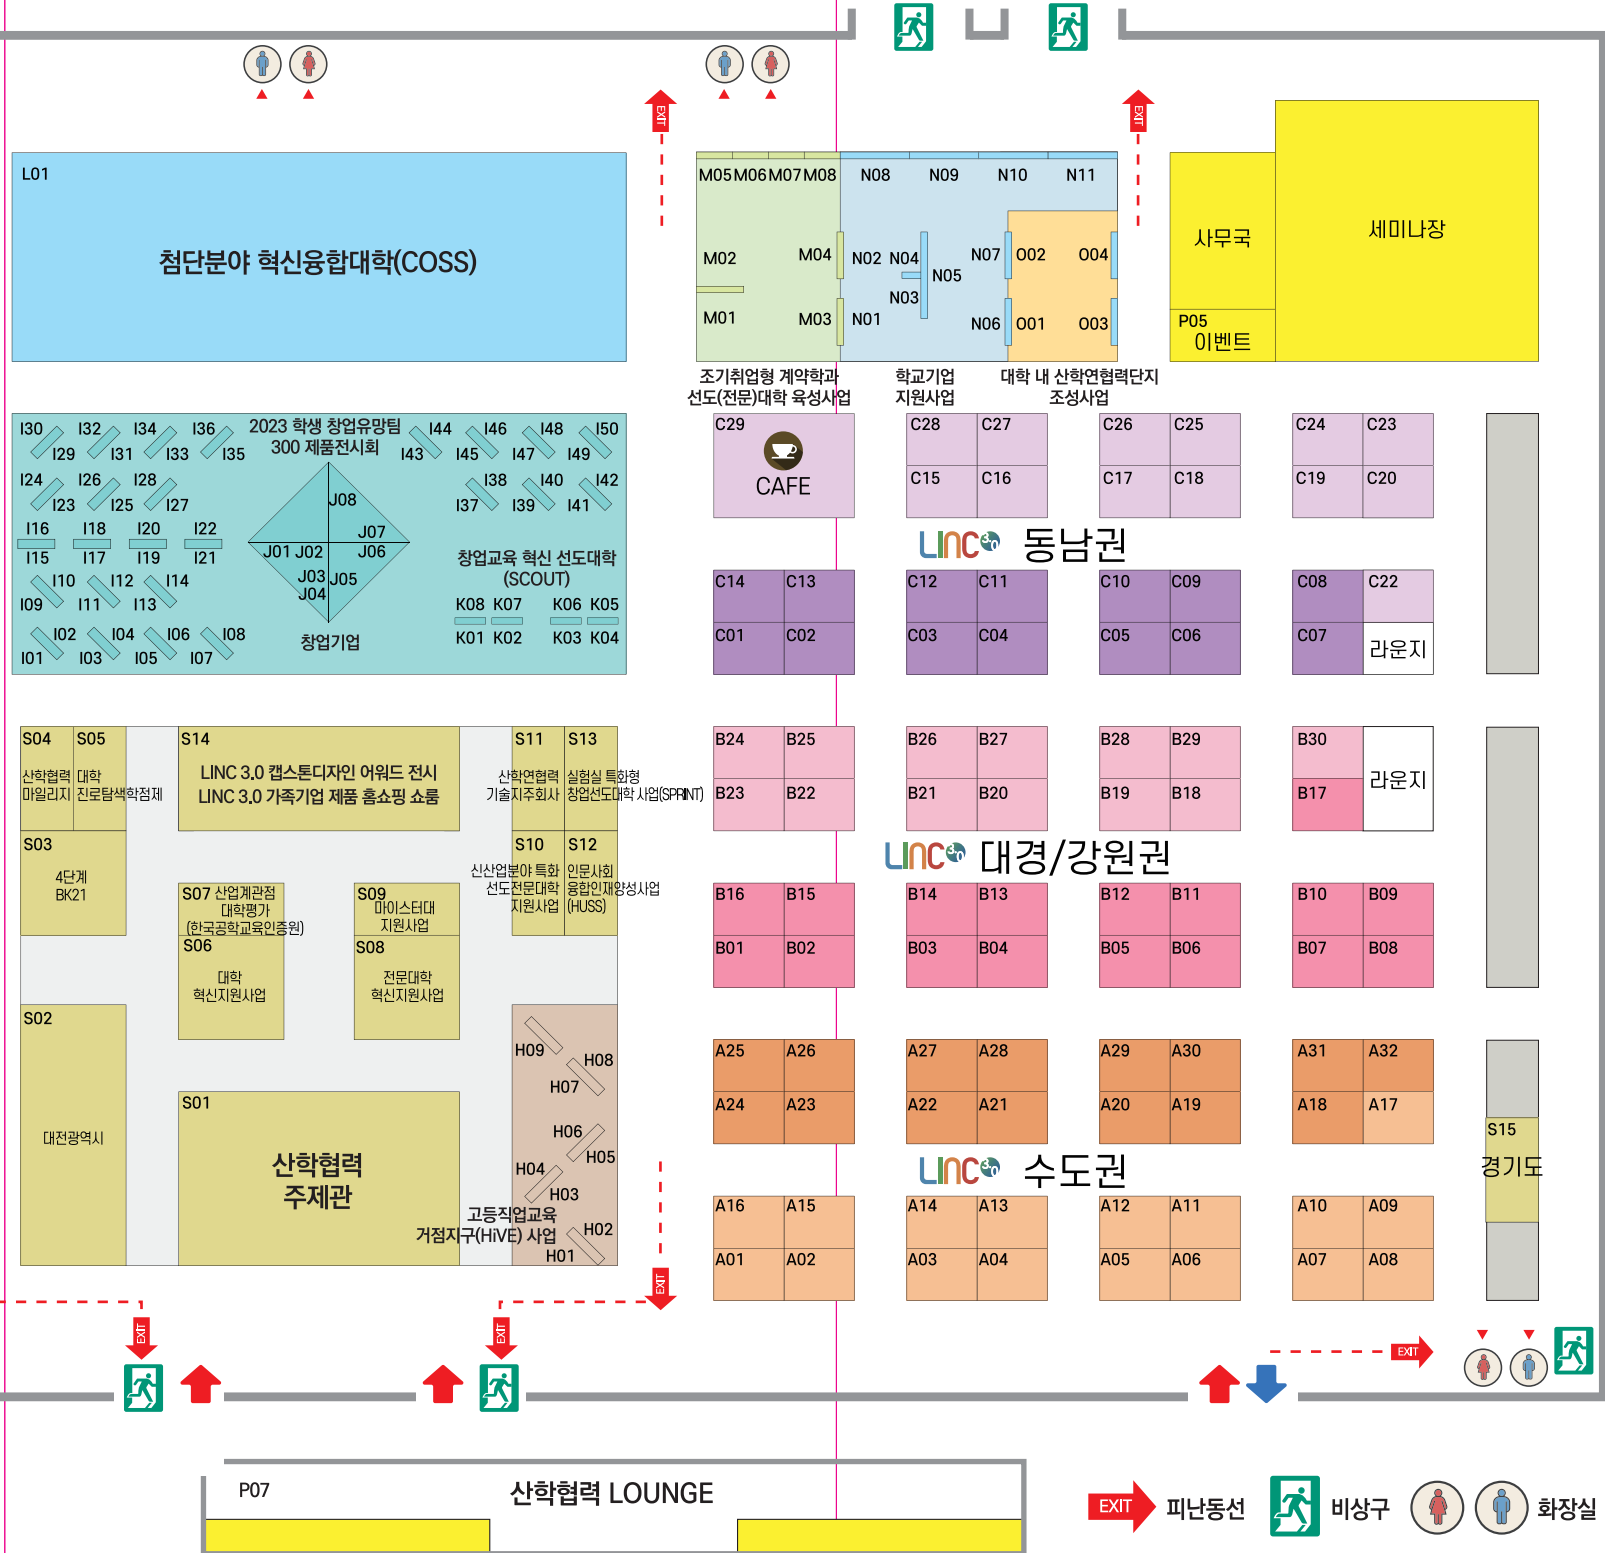 EXIT
EXIT
L01
첨단분야 혁신융합대학(COSS)
M05 M06 M07 M08 N08 N09 N10 N11
M02 M04 N02 N04 N05 N07 O02 O04
N03
M01 M03 N01 N06 O01 O03
조기취업형 계약학과
선도(전문)대학 육성사업
학교기업
지원사업
대학 내 산학연협력단지
조성사업
사무국
세미나장
P05
이벤트
2023 학생 창업유망팀
300 제품전시회
I30 I32 I34 I36 I44 I46 I48 I50
I29 I31 I33 I35 I43 I45 I47 I49
I24 I26 I28 I38 I40 I42
I23 I25 I27 I37 I39 I41
I16 I18 I20 I22
I15 I17 I19 I21
I10 I12 I14
I09 I11 I13
I02 I04 I06 I08
I01 I03 I05 I07
J08
J07
J01 J02 J06
J03 J05
J04
창업기업
창업교육 혁신 선도대학
(SCOUT)
K08 K07 K06 K05
K01 K02 K03 K04
C29
CAFE
C28 C27 C26 C25 C24 C23
C15 C16 C17 C18 C19 C20
LINC 3.0 동남권
C14 C13 C12 C11 C10 C09 C08 C22
C01 C02 C03 C04 C05 C06 C07
라운지
S04
산학협력
마일리지
S05
대학
진로탐색학점제
S14
LINC 3.0 캡스톤디자인 어워드 전시
LINC 3.0 가족기업 제품 홈쇼핑 쇼룸
S11
산학연협력
기술지주회사
S13
실험실 특화형
창업선도대학 사업(SPRINT)
S03
4단계
BK21
S10
신산업분야 특화
선도전문대학
지원사업
S12
인문사회
융합인재양성사업
(HUSS)
S07 산업계관점
대학평가
(한국공학교육인증원)
S09
마이스터대
지원사업
S06
대학
혁신지원사업
S08
전문대학
혁신지원사업
S02
대전광역시
S01
산학협력
주제관
H09
H08
H07
H06
H05
H04
H03
H02
H01
고등직업교육
거점지구(HiVE) 사업
B24 B25 B26 B27 B28 B29 B30
B23 B22 B21 B20 B19 B18 B17
라운지
LINC 3.0 대경/강원권
B16 B15 B14 B13 B12 B11 B10 B09
B01 B02 B03 B04 B05 B06 B07 B08
A25 A26 A27 A28 A29 A30 A31 A32
A24 A23 A22 A21 A20 A19 A18 A17
LINC 3.0 수도권
S15
경기도
A16 A15 A14 A13 A12 A11 A10 A09
A01 A02 A03 A04 A05 A06 A07 A08
EXIT
EXIT
EXIT
EXIT
P07
산학협력 LOUNGE
EXIT 피난동선
비상구
화장실